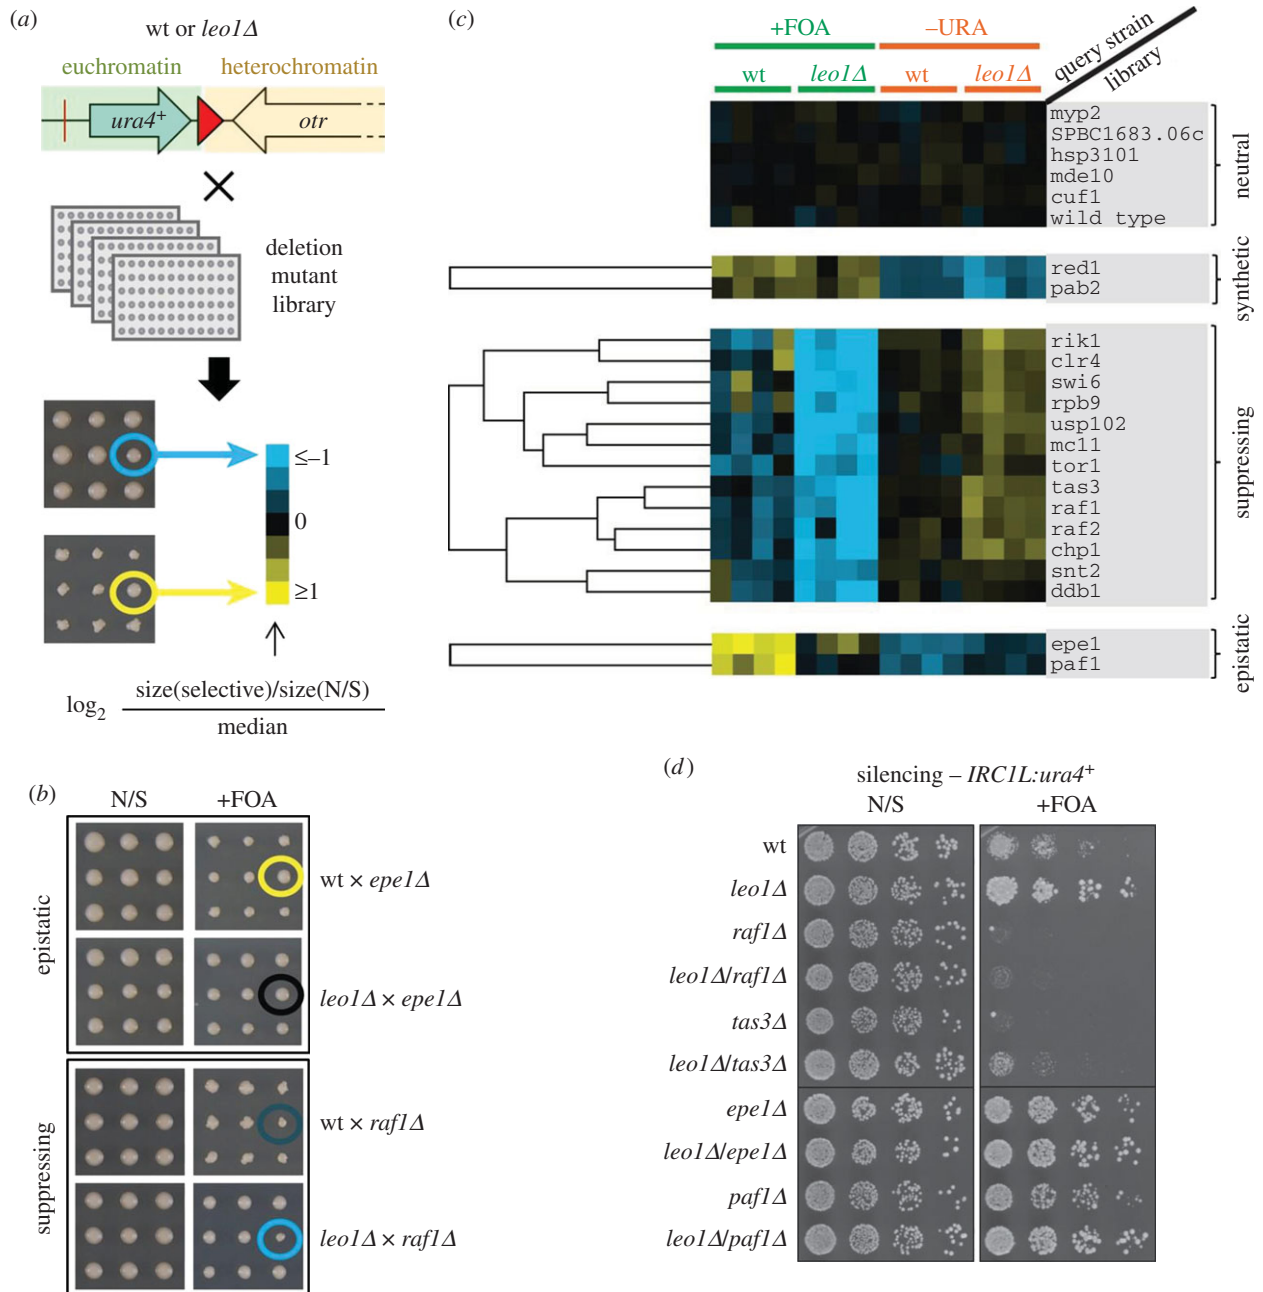 (a)
wt or leo1Δ
euchromatin heterochromatin
ura4+ otr
deletion
mutant
library
≤–1
0
≥1
log2 size(selective)/size(N/S)
median
(b)
N/S +FOA
epistatic
wt × epe1Δ
leo1Δ × epe1Δ
suppressing
wt × raf1Δ
leo1Δ × raf1Δ
(c)
+FOA –URA
wt leo1Δ wt leo1Δ
query strain
library
myp2
SPBC1683.06c
hsp3101
mde10
cuf1
wild type
neutral
red1
pab2
synthetic
rik1
clr4
swi6
rpb9
usp102
mc11
tor1
tas3
raf1
raf2
chp1
snt2
ddb1
suppressing
epe1
paf1
epistatic
(d)
silencing – IRC1L:ura4+
N/S +FOA
wt
leo1Δ
raf1Δ
leo1Δ/raf1Δ
tas3Δ
leo1Δ/tas3Δ
epe1Δ
leo1Δ/epe1Δ
paf1Δ
leo1Δ/paf1Δ